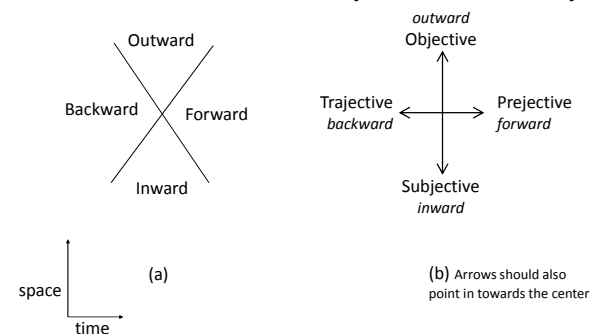 Outward
Backward
Forward
Inward
outward
Objective
Trajective
backward
Prejective
forward
Subjective
inward
space
time
(a)
(b) Arrows should also
point in towards the center